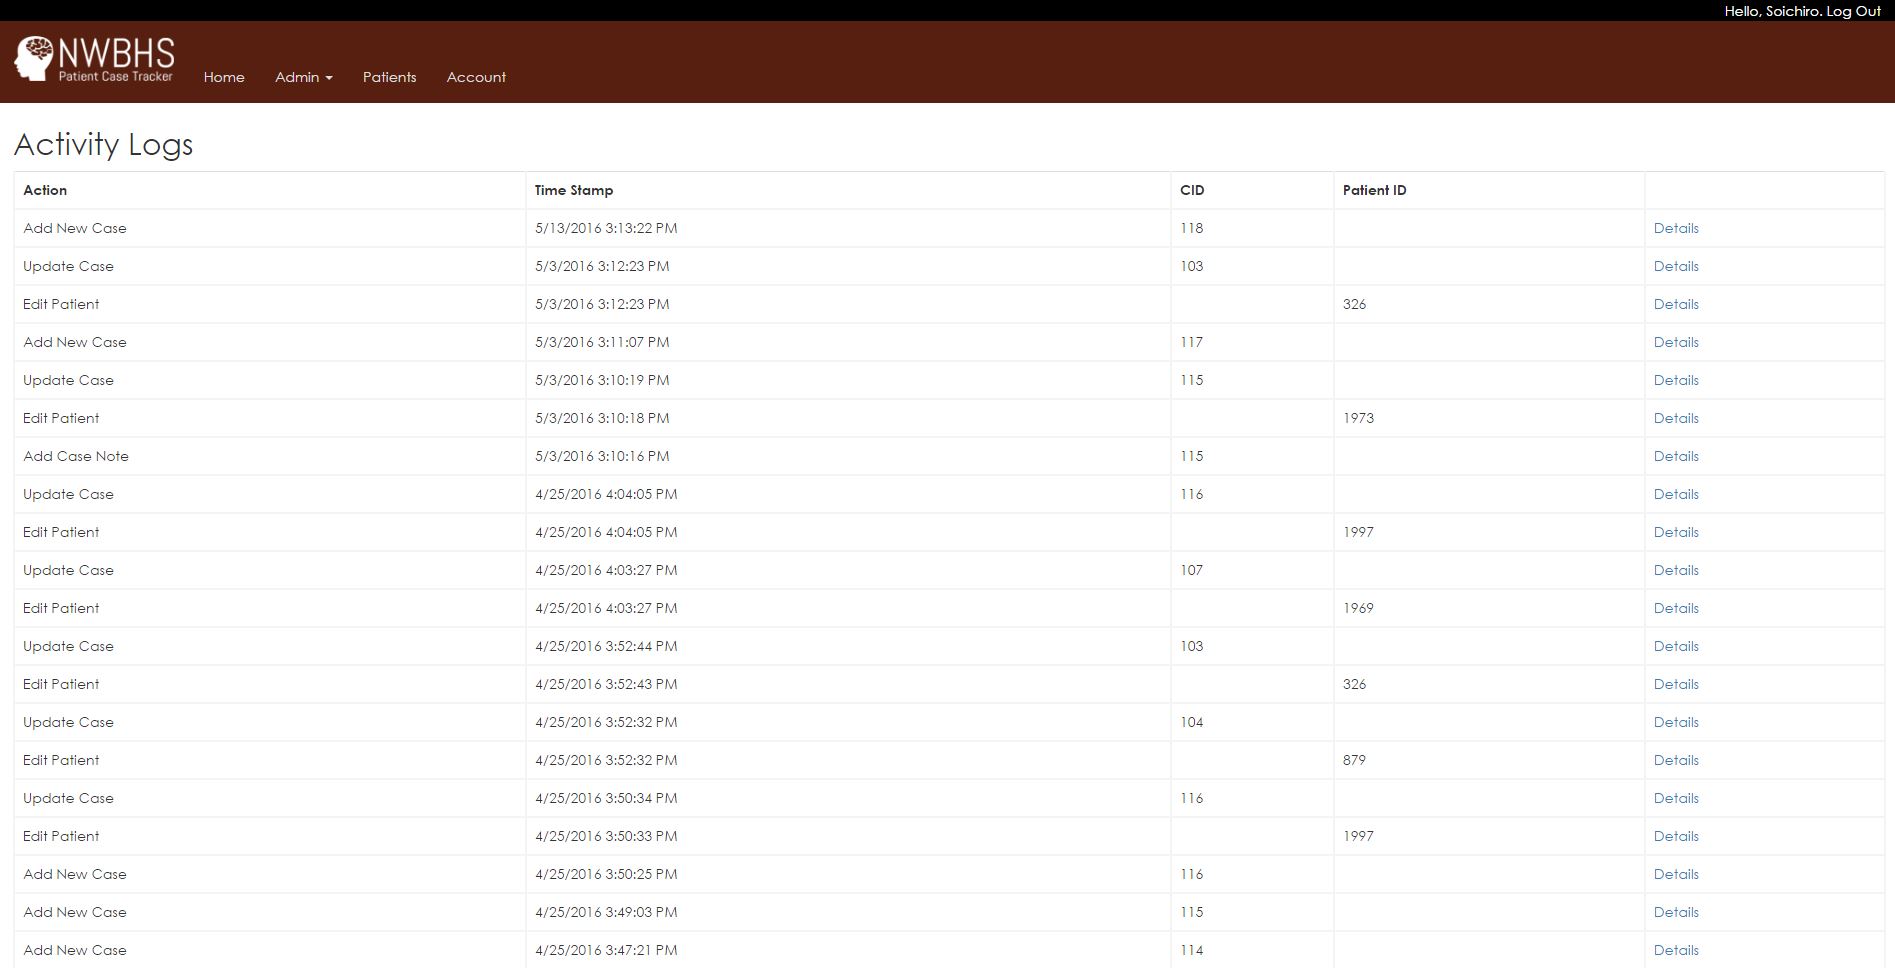 Hello, Soichiro. Log Out
NWBHS
Patient Case Tracker
Home Admin Patients Account
Activity Logs
Action Time Stamp CID Patient ID
Add New Case 5/13/2016 3:13:22 PM 118 Details
Update Case 5/3/2016 3:12:23 PM 103 Details
Edit Patient 5/3/2016 3:12:23 PM 326 Details
Add New Case 5/3/2016 3:11:07 PM 117 Details
Update Case 5/3/2016 3:10:19 PM 115 Details
Edit Patient 5/3/2016 3:10:18 PM 1973 Details
Add Case Note 5/3/2016 3:10:16 PM 115 Details
Update Case 4/25/2016 4:04:05 PM 116 Details
Edit Patient 4/25/2016 4:04:05 PM 1997 Details
Update Case 4/25/2016 4:03:27 PM 107 Details
Edit Patient 4/25/2016 4:03:27 PM 1969 Details
Update Case 4/25/2016 3:52:44 PM 103 Details
Edit Patient 4/25/2016 3:52:43 PM 326 Details
Update Case 4/25/2016 3:52:32 PM 104 Details
Edit Patient 4/25/2016 3:52:32 PM 879 Details
Update Case 4/25/2016 3:50:34 PM 116 Details
Edit Patient 4/25/2016 3:50:33 PM 1997 Details
Add New Case 4/25/2016 3:50:25 PM 116 Details
Add New Case 4/25/2016 3:49:03 PM 115 Details
Add New Case 4/25/2016 3:47:21 PM 114 Details